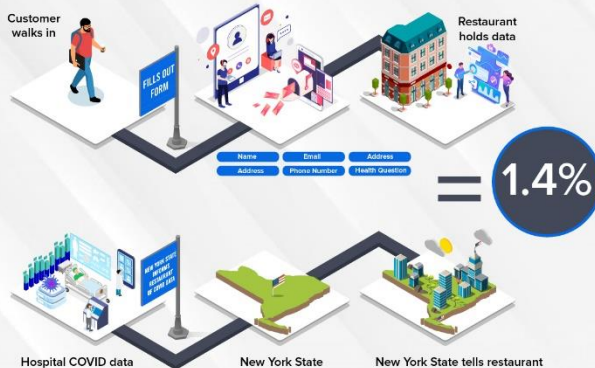 Customer
walks in
FILLS OUT
FORM
Restaurant
holds data
Name
Email
Address
Address
Phone Number
Health Question
1.4%
NEW YORK STATE
INFORMS
RESTAURANT
OF COVID DATA
Hospital COVID data
New York State
New York State tells restaurant